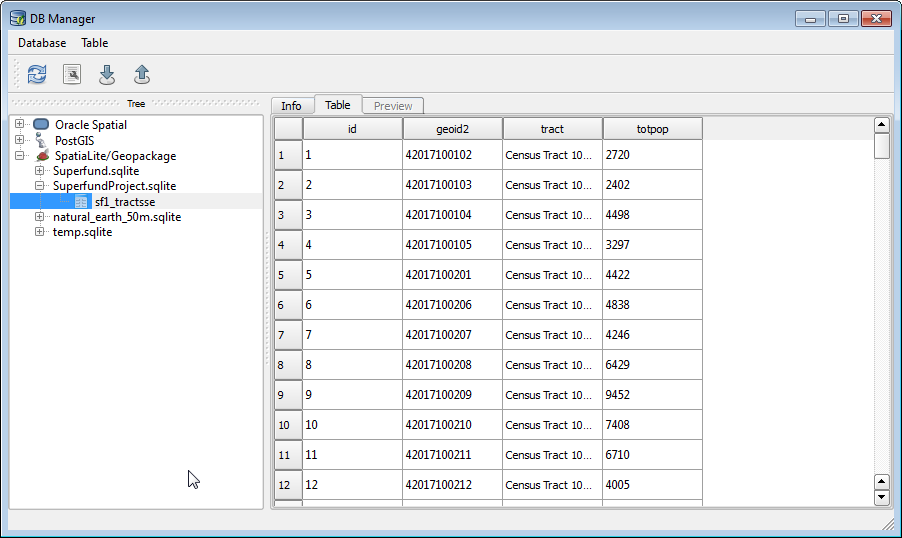 DB Manager
Database Table
Tree
Oracle Spatial
PostGIS
SpatiaLite/Geopackage
Superfund.sqlite
SuperfundProject.sqlite
sf1_tractsse
natural_earth_50m.sqlite
temp.sqlite
Info Table Preview
id geoid2 tract totpop
1 1 42017100102 Census Tract 10... 2720
2 2 42017100103 Census Tract 10... 2402
3 3 42017100104 Census Tract 10... 4498
4 4 42017100105 Census Tract 10... 3297
5 5 42017100201 Census Tract 10... 4422
6 6 42017100206 Census Tract 10... 4838
7 7 42017100207 Census Tract 10... 4246
8 8 42017100208 Census Tract 10... 6429
9 9 42017100209 Census Tract 10... 9452
10 10 42017100210 Census Tract 10... 7408
11 11 42017100211 Census Tract 10... 6710
12 12 42017100212 Census Tract 10... 4005